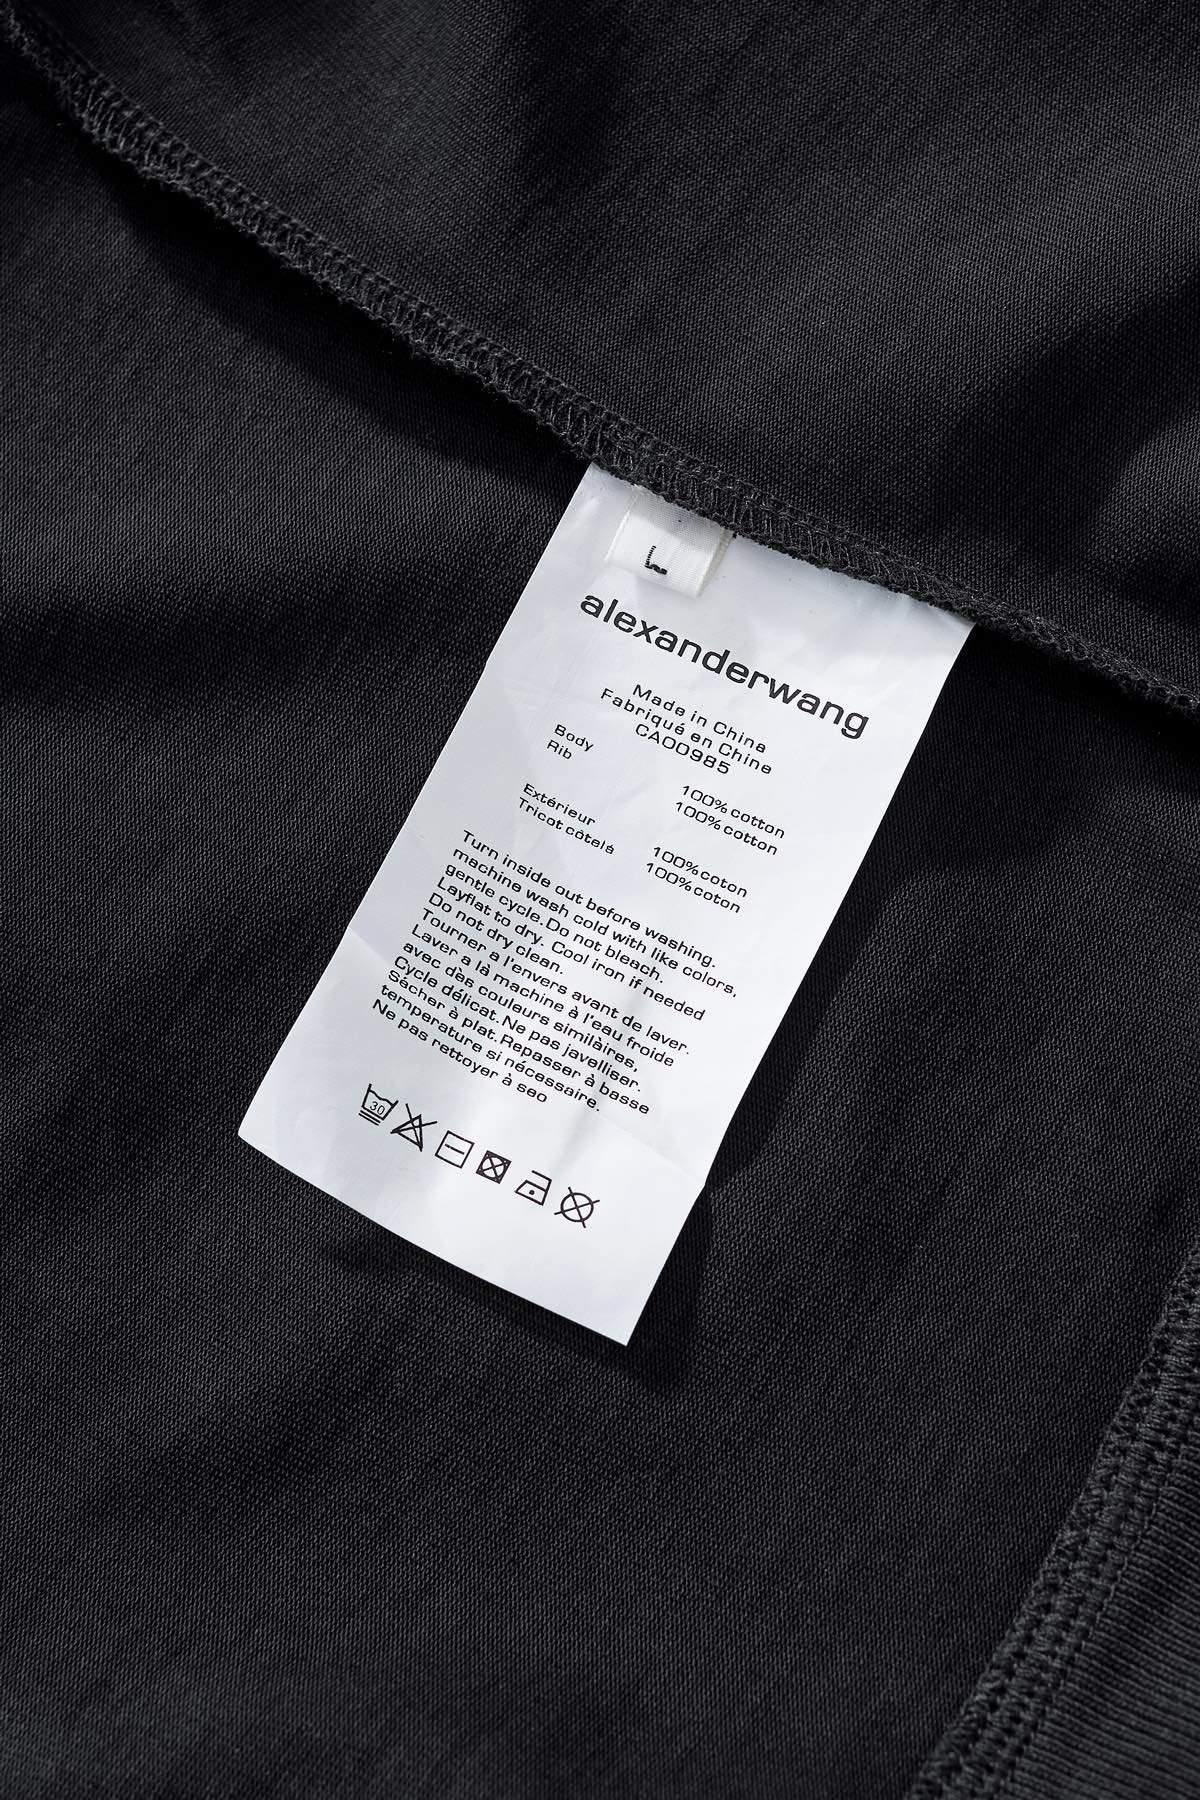 L
alexanderwang
Made in China
Fabriqué en Chine
CA00985
Body 100% cotton
Rib 100% cotton
Extérieur 100% coton
Tricot côtelé 100% coton
Turn inside out before washing.
machine wash cold with like colors,
gentle cycle. Do not bleach.
Layflat to dry. Cool iron if needed
Do not dry clean.
Tourner a l'envers avant de laver.
Laver a là machine à l'eau froide
avec dès couleurs similàires,
Cycle délicat. Ne pas javelliser.
Sècher à plat. Repasser à basse
temperature si nécessaire.
Ne pas rettoyer à seo
30